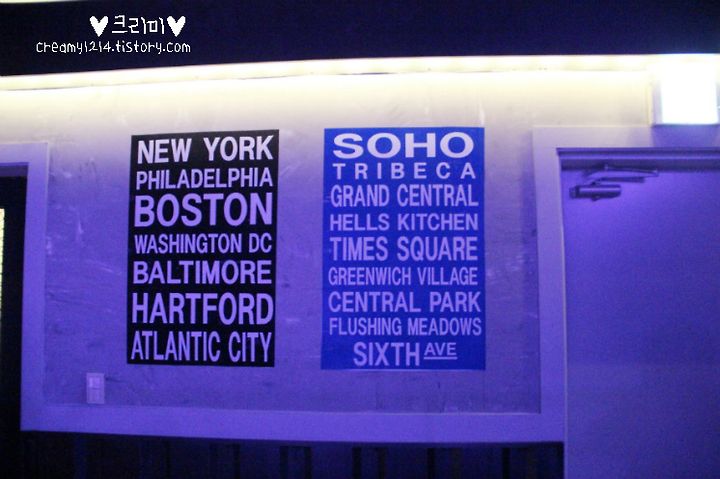 ♥크리미♥
creamy1214.tistory.com
NEW YORK
PHILADELPHIA
BOSTON
WASHINGTON DC
BALTIMORE
HARTFORD
ATLANTIC CITY
SOHO
TRIBECA
GRAND CENTRAL
HELLS KITCHEN
TIMES SQUARE
GREENWICH VILLAGE
CENTRAL PARK
FLUSHING MEADOWS
SIXTH AVE